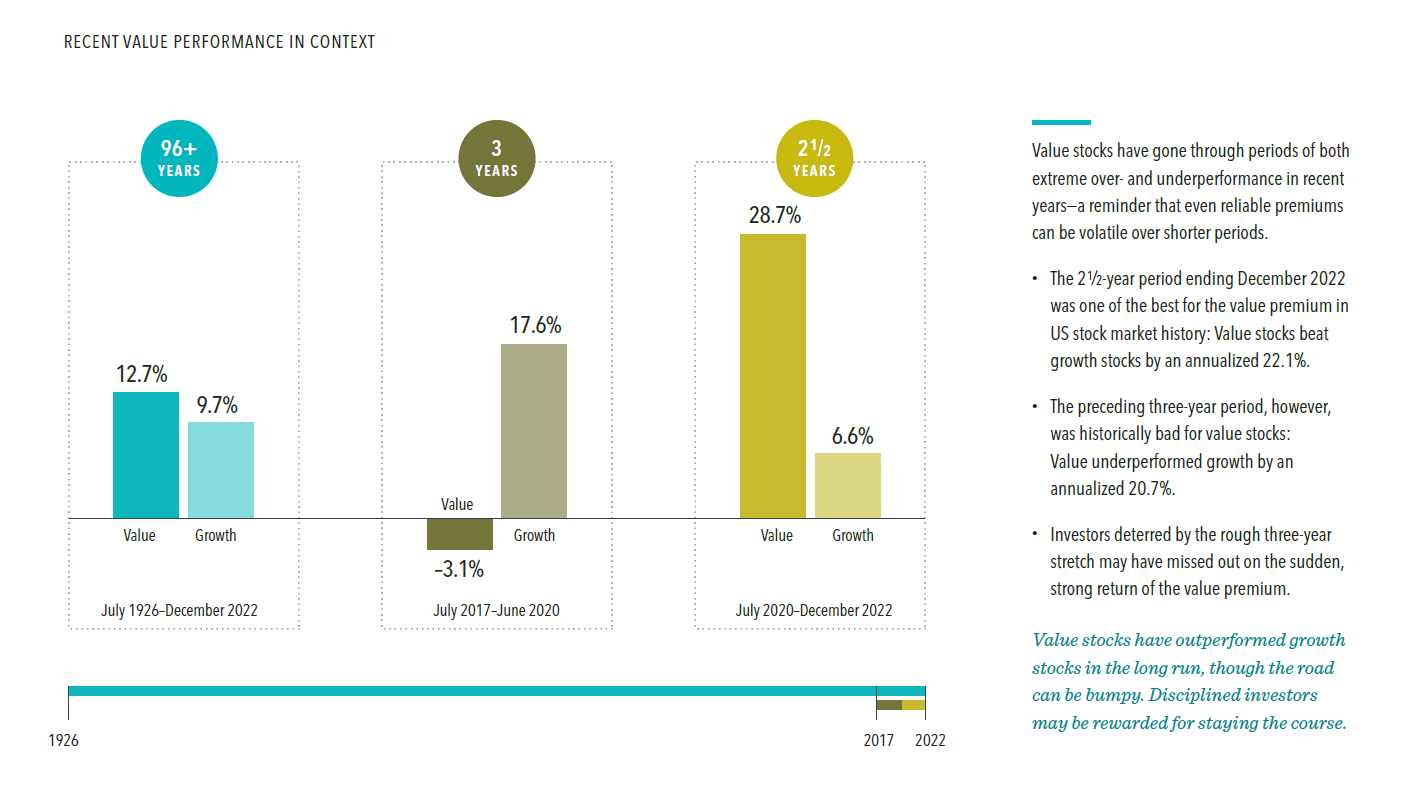 RECENT VALUE PERFORMANCE IN CONTEXT
96+
YEARS
12.7%
9.7%
Value
Growth
July 1926–December 2022
3
YEARS
17.6%
Value
Growth
–3.1%
July 2017–June 2020
2½
YEARS
28.7%
6.6%
Value
Growth
July 2020–December 2022
1926
2017
2022
Value stocks have gone through periods of both
extreme over- and underperformance in recent
years—a reminder that even reliable premiums
can be volatile over shorter periods.
• The 2½-year period ending December 2022
was one of the best for the value premium in
US stock market history: Value stocks beat
growth stocks by an annualized 22.1%.
• The preceding three-year period, however,
was historically bad for value stocks:
Value underperformed growth by an
annualized 20.7%.
• Investors deterred by the rough three-year
stretch may have missed out on the sudden,
strong return of the value premium.
Value stocks have outperformed growth
stocks in the long run, though the road
can be bumpy. Disciplined investors
may be rewarded for staying the course.